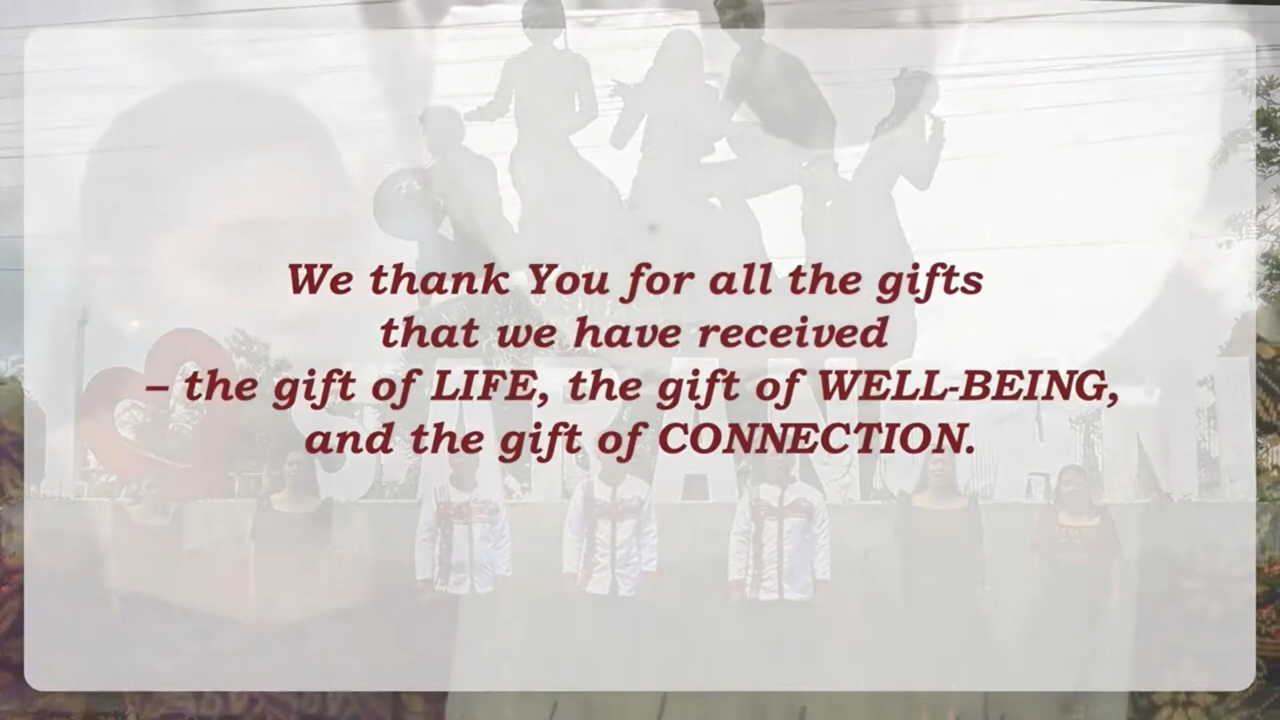 We thank You for all the gifts
that we have received
– the gift of LIFE, the gift of WELL-BEING,
and the gift of CONNECTION.